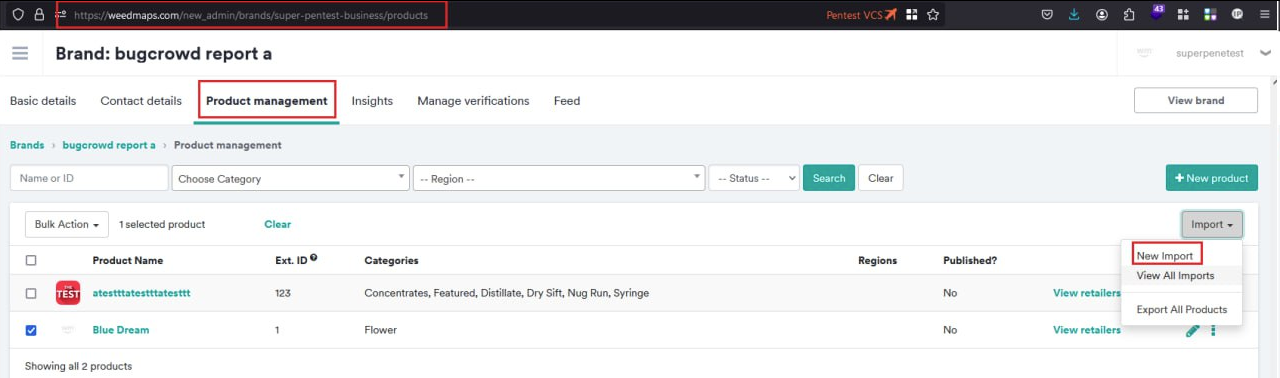 https://weedmaps.com/new_admin/brands/super-pentest-business/products Pentest VCS 43
Brand: bugcrowd report a superpenetest
Basic details Contact details Product management Insights Manage verifications Feed View brand
Brands > bugcrowd report a > Product management
Name or ID Choose Category -- Region -- -- Status -- Search Clear + New product
Bulk Action 1 selected product Clear Import
New Import
Product Name Ext. ID ? Categories Regions Published?
View All Imports
THE
TEST atestttatestttatesttt 123 Concentrates, Featured, Distillate, Dry Sift, Nug Run, Syringe No View retailers
Export All Products
Blue Dream 1 Flower No View retailers
Showing all 2 products